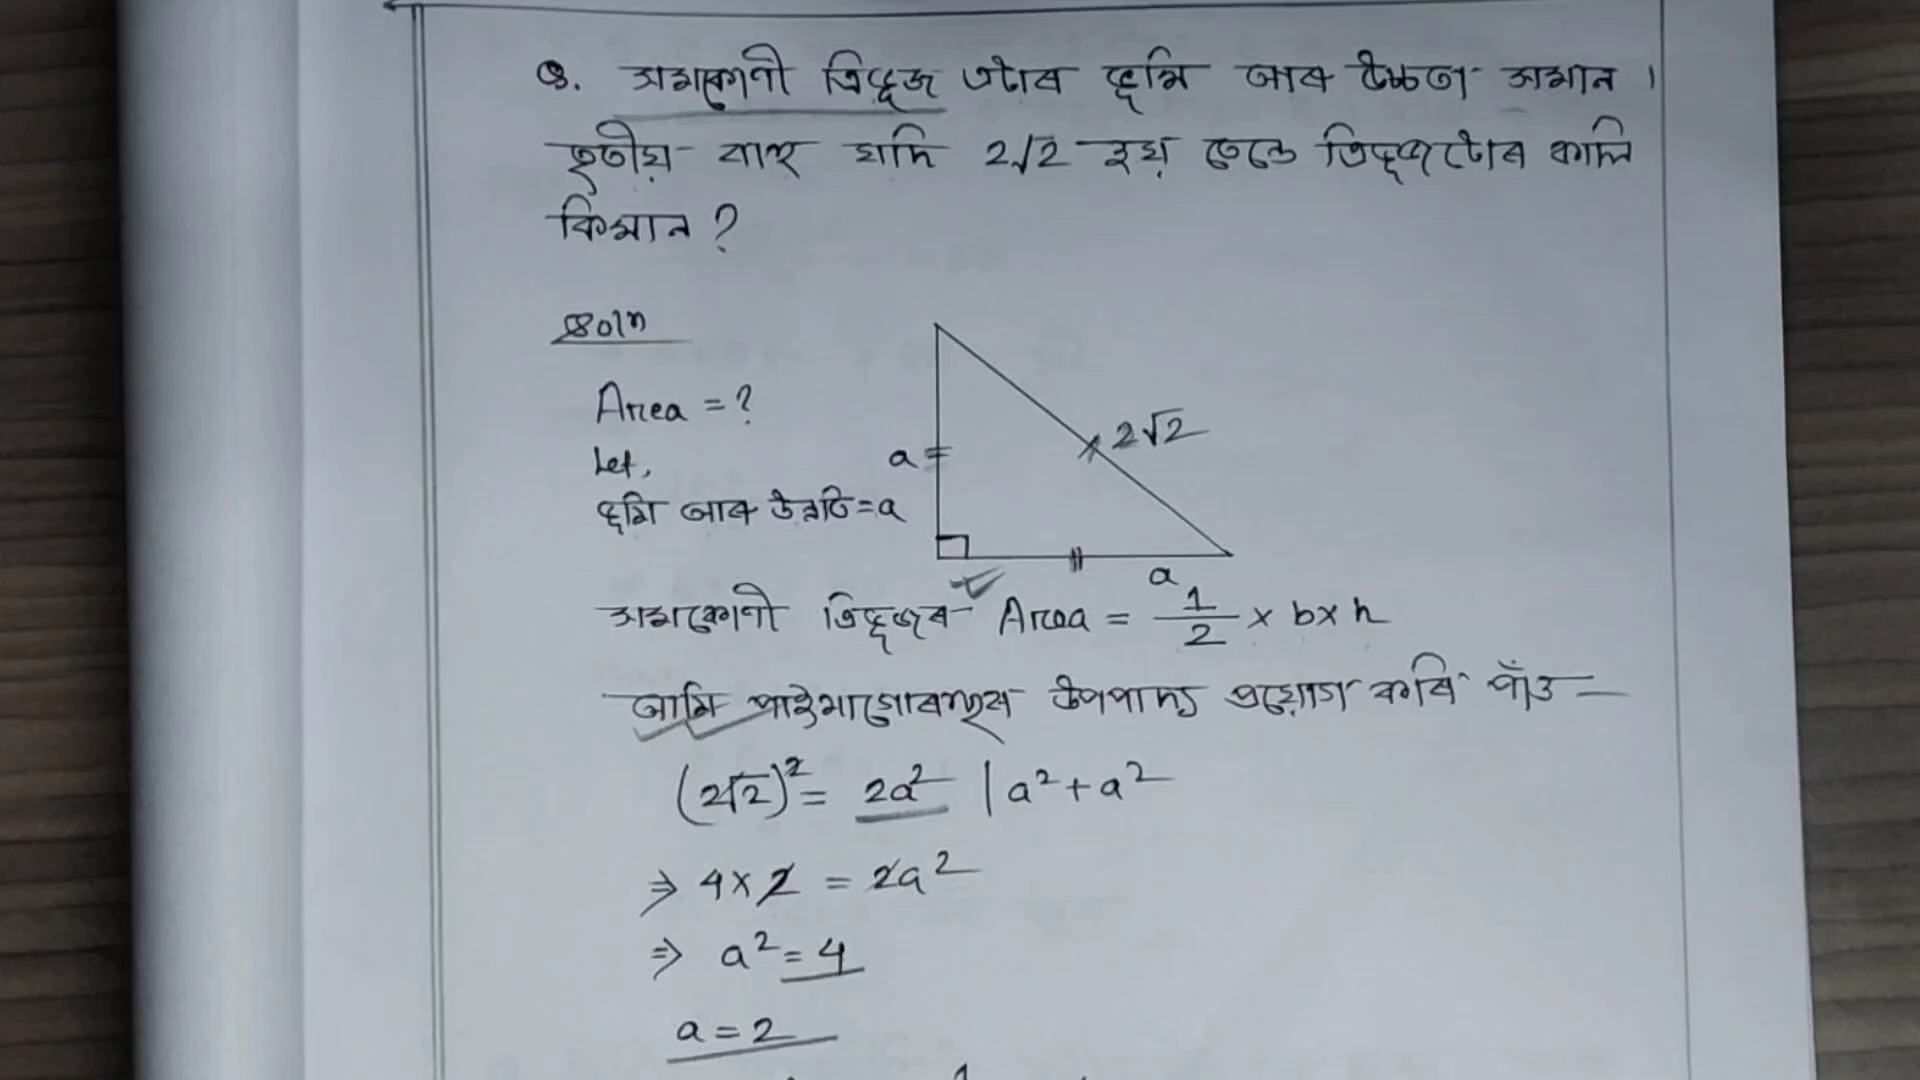 Q. সমকোণী ত্ৰিভূজ এটাৰ ভূমি আৰু উচ্চতা সমান ।
তৃতীয় বাহু যদি 2√2 হয় তেন্তে ত্ৰিভূজটোৰ কালি
কিমান ?
Soln
Area = ?
Let,
ভূমি আৰু উন্নতি = a
a
2√2
a
সমকোণী ত্ৰিভূজৰ Area = 1/2 × b × h
আমি পাইথাগোৰাছৰ উপপাদ্য প্ৰয়োগ কৰি পাঁও —
(2√2)² = 2a² | a² + a²
⇒ 4 × 2 = 2a²
⇒ a² = 4
a = 2